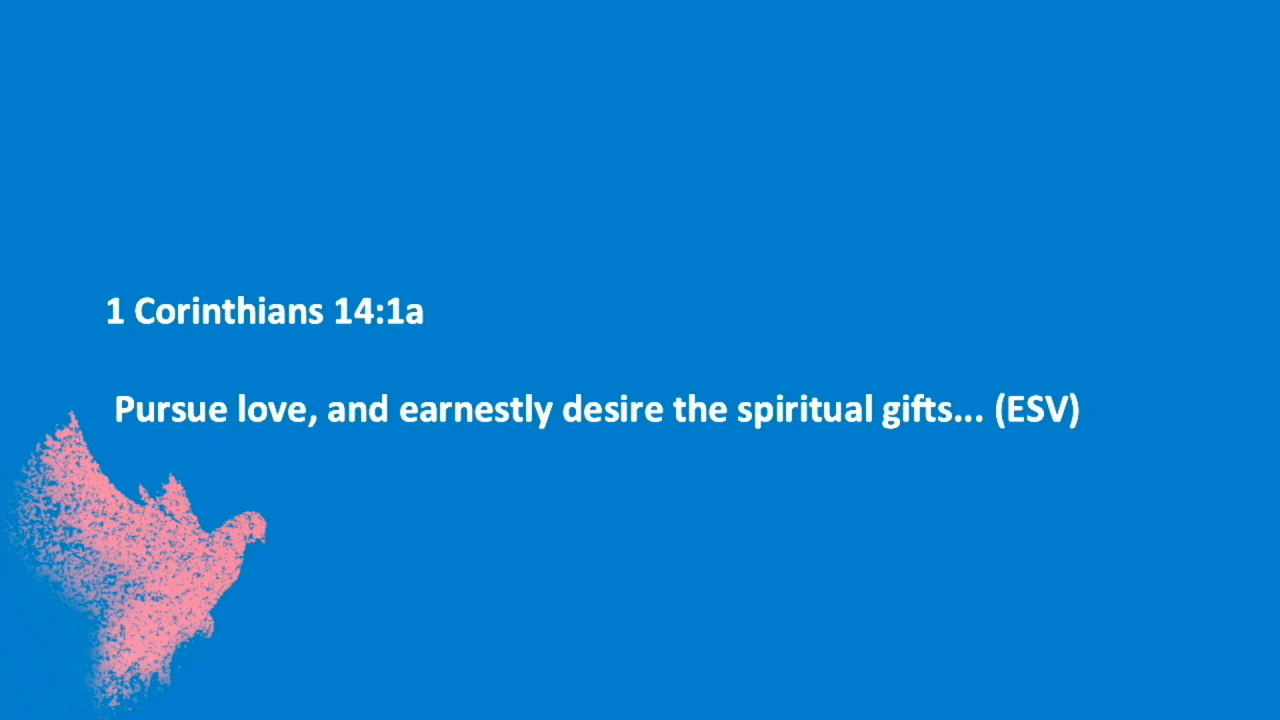 1 Corinthians 14:1a
Pursue love, and earnestly desire the spiritual gifts... (ESV)